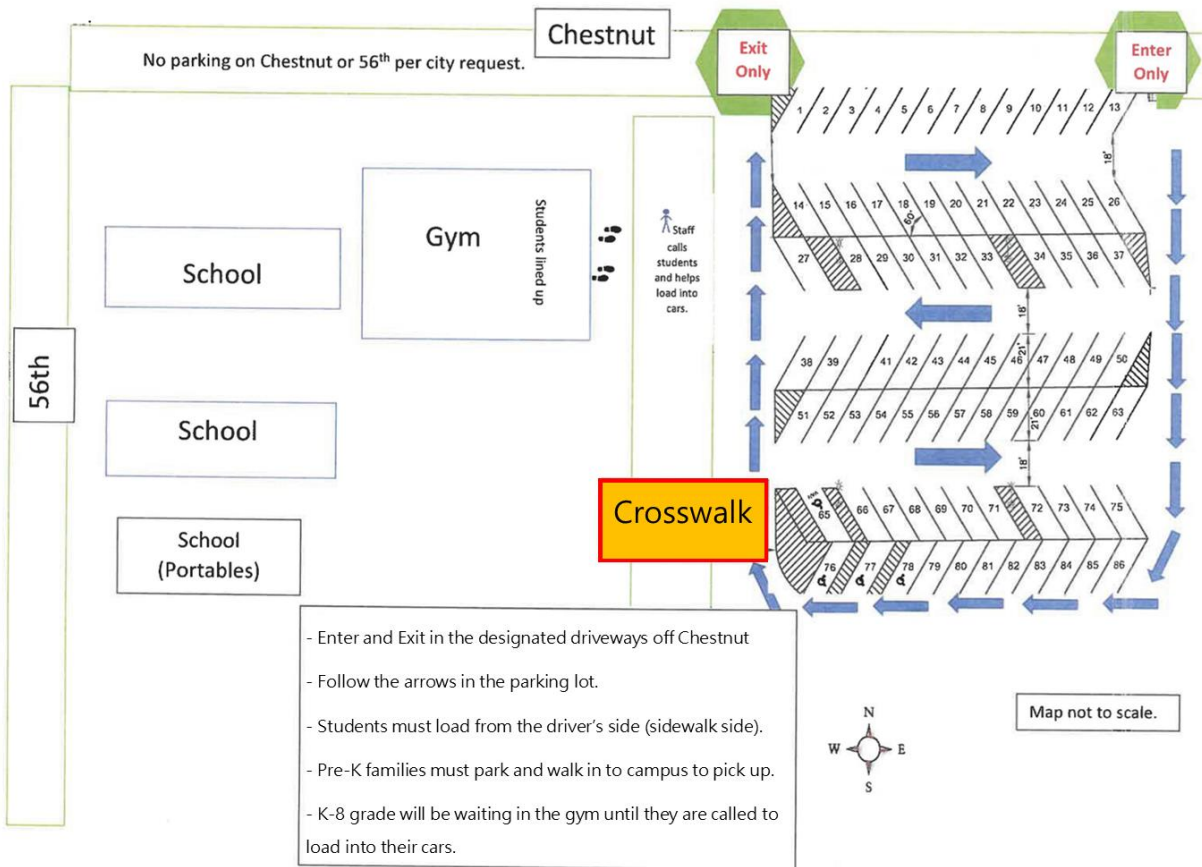 Chestnut
No parking on Chestnut or 56th per city request.
Exit
Only
Enter
Only
1 2 3 4 5 6 7 8 9 10 11 12 13
18'
14 15 16 17 18 19 20 21 22 23 24 25 26
60°
27 28 29 30 31 32 33 34 35 36 37
18'
38 39 41 42 43 44 45 46 47 48 49 50
21'
51 52 53 54 55 56 57 58 59 60 61 62 63
21'
18'
65 66 67 68 69 70 71 72 73 74 75
76 77 78 79 80 81 82 83 84 85 86
Gym
Students lined up
Staff
calls
students
and helps
load into
cars.
School
56th
School
Crosswalk
School
(Portables)
- Enter and Exit in the designated driveways off Chestnut
- Follow the arrows in the parking lot.
- Students must load from the driver's side (sidewalk side).
- Pre-K families must park and walk in to campus to pick up.
- K-8 grade will be waiting in the gym until they are called to
load into their cars.
N
W E
S
Map not to scale.